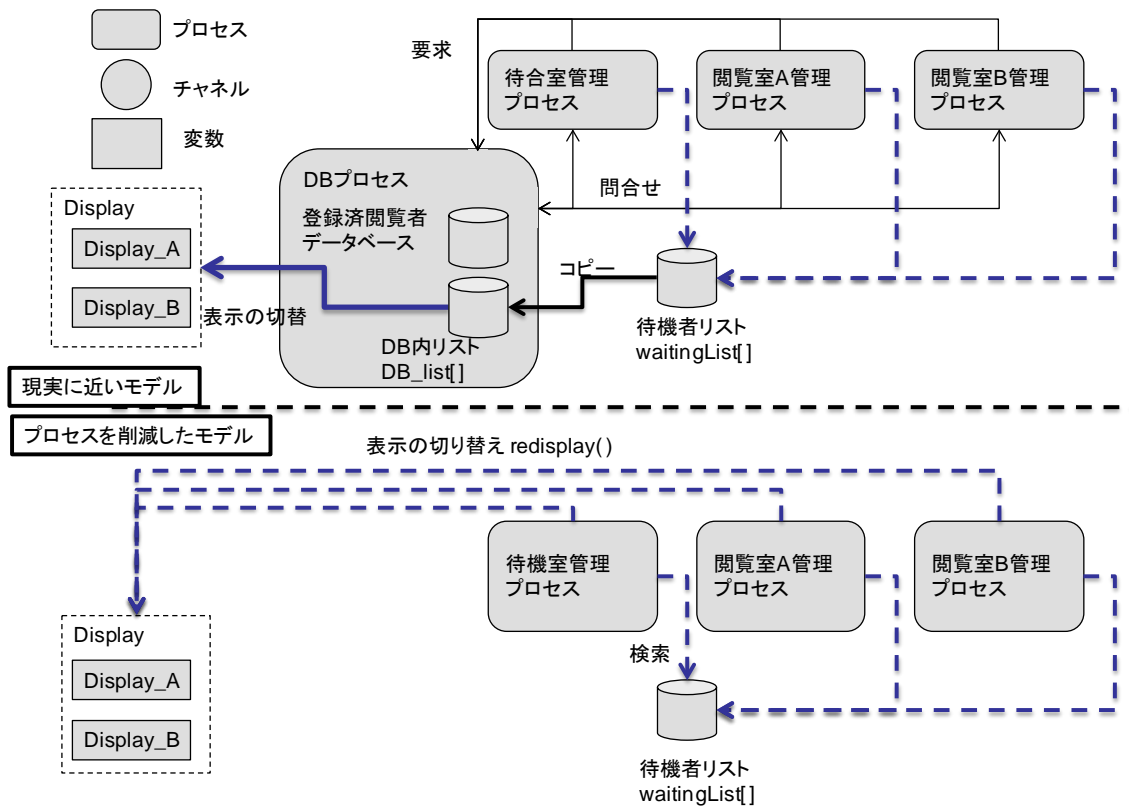 プロセス
チャネル
変数
要求
待合室管理
プロセス
閲覧室A管理
プロセス
閲覧室B管理
プロセス
DBプロセス
登録済閲覧者
データベース
問合せ
Display
Display_A
Display_B
表示の切替
コピー
DB内リスト
DB_list[]
待機者リスト
waitingList[]
現実に近いモデル
プロセスを削減したモデル
表示の切り替え redisplay()
待機室管理
プロセス
閲覧室A管理
プロセス
閲覧室B管理
プロセス
Display
Display_A
Display_B
検索
待機者リスト
waitingList[]